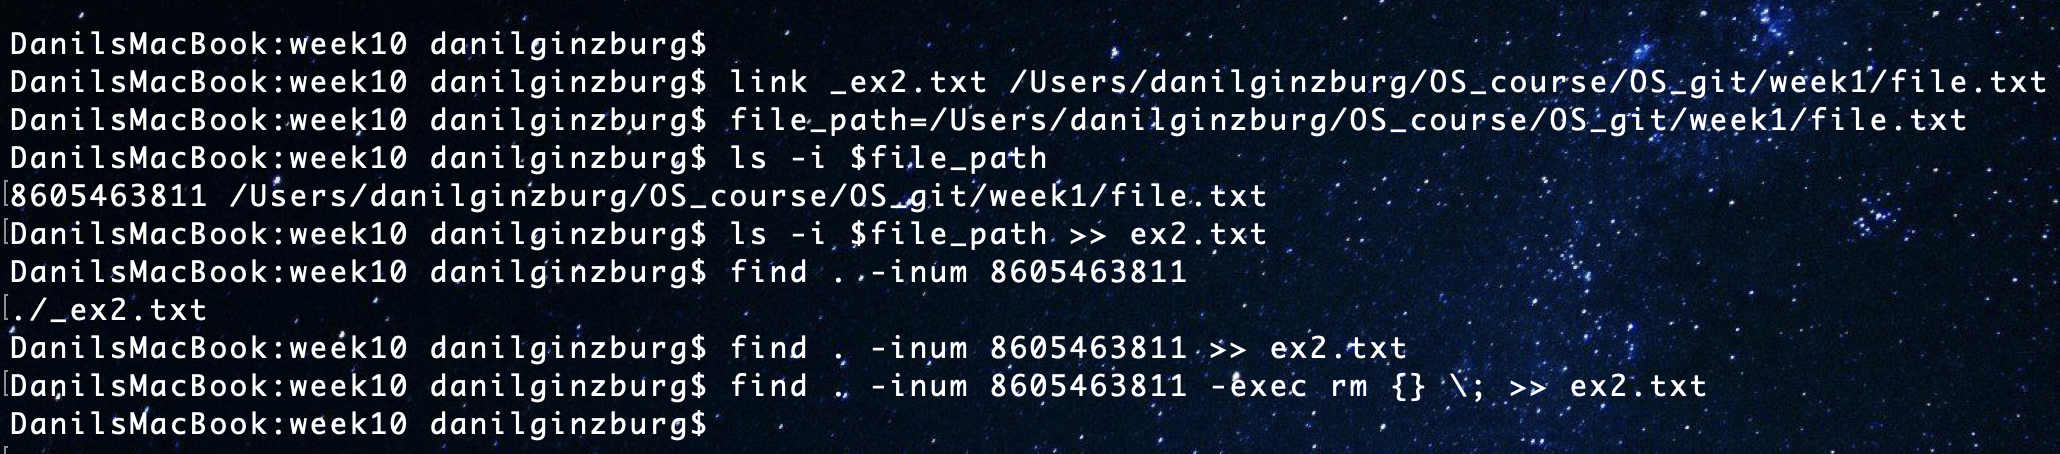 DanilsMacBook:week10 danilginzburg$
DanilsMacBook:week10 danilginzburg$ link _ex2.txt /Users/danilginzburg/OS_course/OS_git/week1/file.txt
DanilsMacBook:week10 danilginzburg$ file_path=/Users/danilginzburg/OS_course/OS_git/week1/file.txt
DanilsMacBook:week10 danilginzburg$ ls -i $file_path
8605463811 /Users/danilginzburg/OS_course/OS_git/week1/file.txt
DanilsMacBook:week10 danilginzburg$ ls -i $file_path >> ex2.txt
DanilsMacBook:week10 danilginzburg$ find . -inum 8605463811
./_ex2.txt
DanilsMacBook:week10 danilginzburg$ find . -inum 8605463811 >> ex2.txt
DanilsMacBook:week10 danilginzburg$ find . -inum 8605463811 -exec rm {} \; >> ex2.txt
DanilsMacBook:week10 danilginzburg$